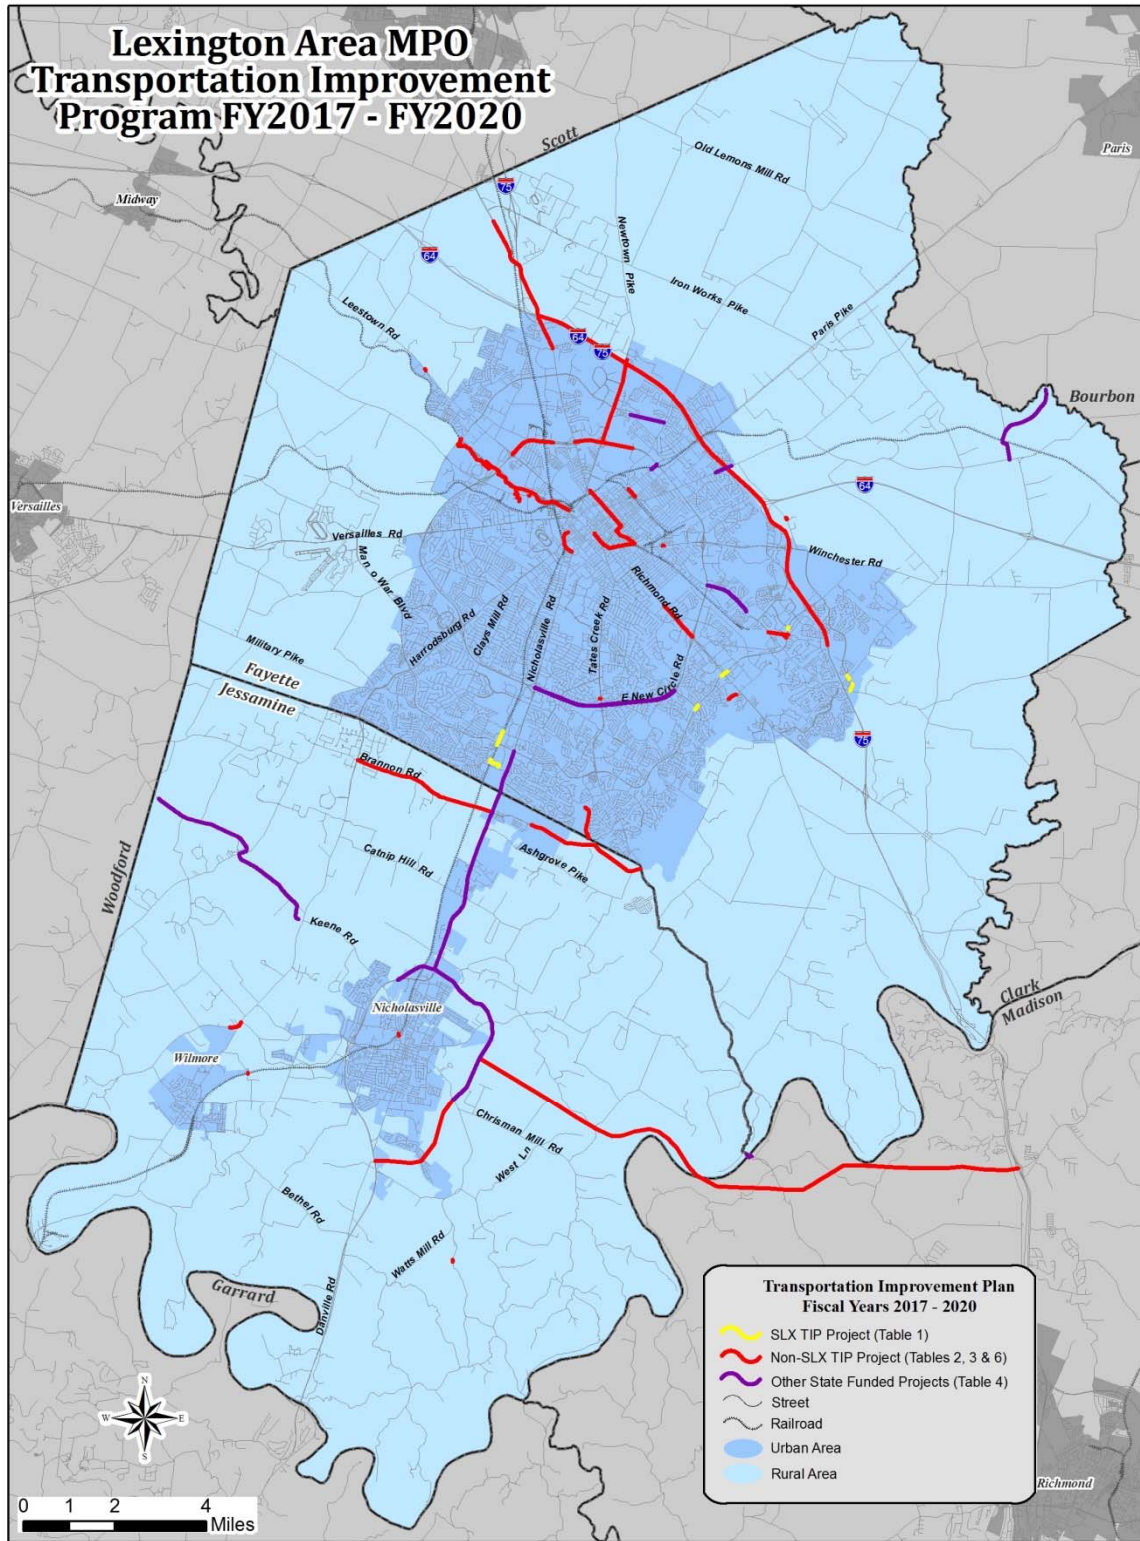 Lexington Area MPO
Transportation Improvement
Program FY2017 - FY2020
Scott
Old Lemons Mill Rd
Paris
75
Midway
Newtown Pike
64
Iron Works Pike
Leestown Rd
Paris Pike
64
75
Bourbon
64
Versailles
Versailles Rd
Winchester Rd
Man o War Blvd
Richmond Rd
Harrodsburg Rd
Clays Mill Rd
Nicholasville Rd
Tates Creek Rd
Military Pike
E New Circle Rd
Fayette
Jessamine
75
Brannon Rd
Catnip Hill Rd
Ashgrove Pike
Woodford
Keene Rd
Clark
Madison
Nicholasville
Wilmore
Chrisman Mill Rd
West Ln
Bethel Rd
Watts Mill Rd
Garrard
Danville Rd
Transportation Improvement Plan
Fiscal Years 2017 - 2020
SLX TIP Project (Table 1)
Non-SLX TIP Project (Tables 2, 3 & 6)
Other State Funded Projects (Table 4)
Street
Railroad
Urban Area
Rural Area
N
W E
S
Richmond
0 1 2 4
Miles